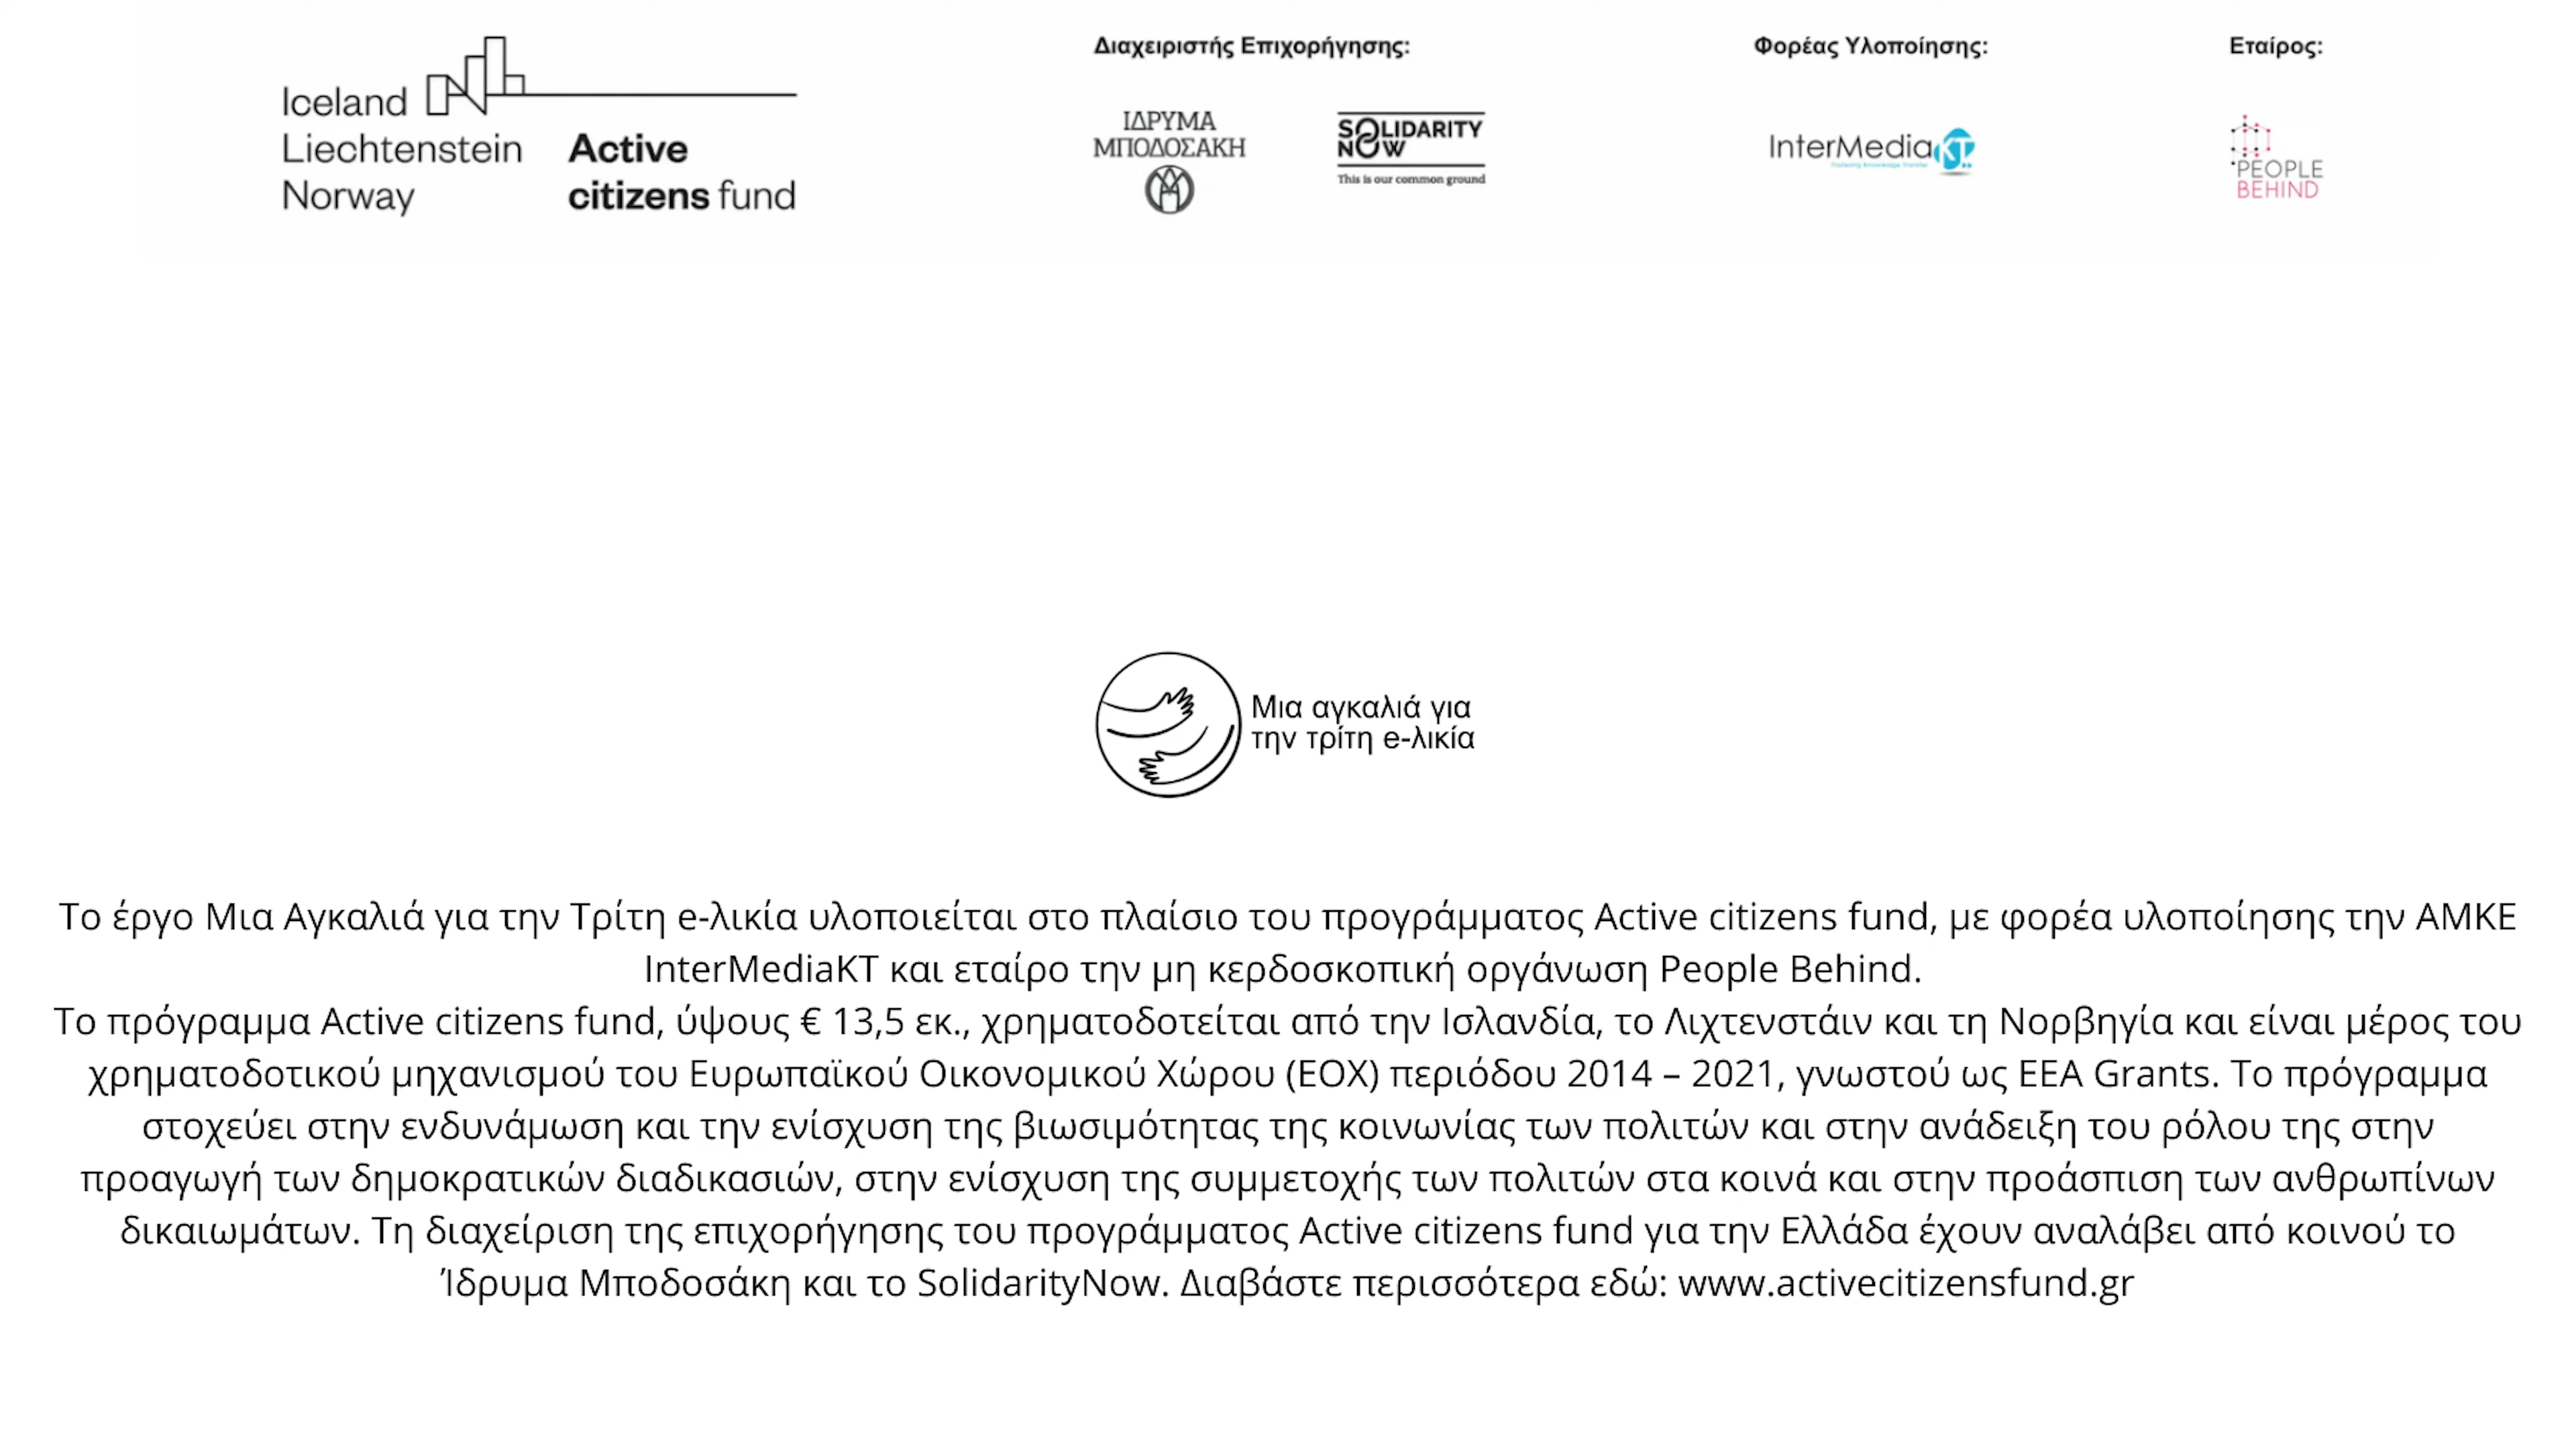 Iceland
Liechtenstein
Norway
Active
citizens fund
Διαχειριστής Επιχορήγησης:
ΙΔΡΥΜΑ
ΜΠΟΔΟΣΑΚΗ
SOLIDARITY
NOW
This is our common ground
Φορέας Υλοποίησης:
InterMediaKT
Εταίρος:
PEOPLE
BEHIND
Μια αγκαλιά για
την τρίτη e-λικία
Το έργο Μια Αγκαλιά για την Τρίτη e-λικία υλοποιείται στο πλαίσιο του προγράμματος Active citizens fund, με φορέα υλοποίησης την ΑΜΚΕ
InterMediaKT και εταίρο την μη κερδοσκοπική οργάνωση People Behind.
Το πρόγραμμα Active citizens fund, ύψους € 13,5 εκ., χρηματοδοτείται από την Ισλανδία, το Λιχτενστάιν και τη Νορβηγία και είναι μέρος του
χρηματοδοτικού μηχανισμού του Ευρωπαϊκού Οικονομικού Χώρου (ΕΟΧ) περιόδου 2014 – 2021, γνωστού ως EEA Grants. Το πρόγραμμα
στοχεύει στην ενδυνάμωση και την ενίσχυση της βιωσιμότητας της κοινωνίας των πολιτών και στην ανάδειξη του ρόλου της στην
προαγωγή των δημοκρατικών διαδικασιών, στην ενίσχυση της συμμετοχής των πολιτών στα κοινά και στην προάσπιση των ανθρωπίνων
δικαιωμάτων. Τη διαχείριση της επιχορήγησης του προγράμματος Active citizens fund για την Ελλάδα έχουν αναλάβει από κοινού το
Ίδρυμα Μποδοσάκη και το SolidarityNow. Διαβάστε περισσότερα εδώ: www.activecitizensfund.gr